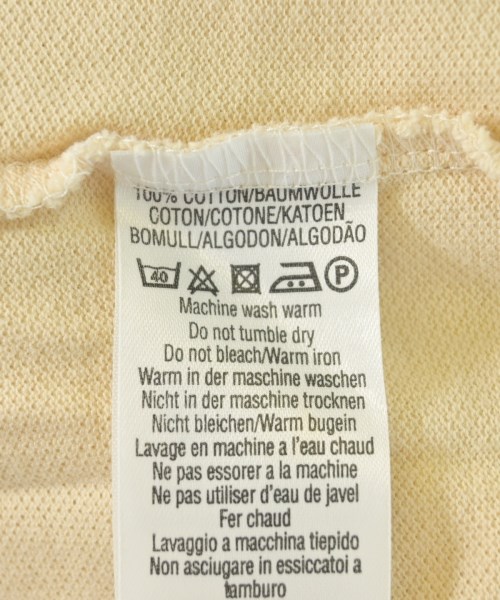 100% COTTON/BAUMWOLLE
COTON/COTONE/KATOEN
BOMULL/ALGODON/ALGODÃO
40 P
Machine wash warm
Do not tumble dry
Do not bleach/Warm iron
Warm in der maschine waschen
Nicht in der maschine trocknen
Nicht bleichen/Warm bugein
Lavage en machine a l'eau chaud
Ne pas essorer a la machine
Ne pas utiliser d'eau de javel
Fer chaud
Lavaggio a macchina tiepido
Non asciugare in essiccatoi a
tamburo